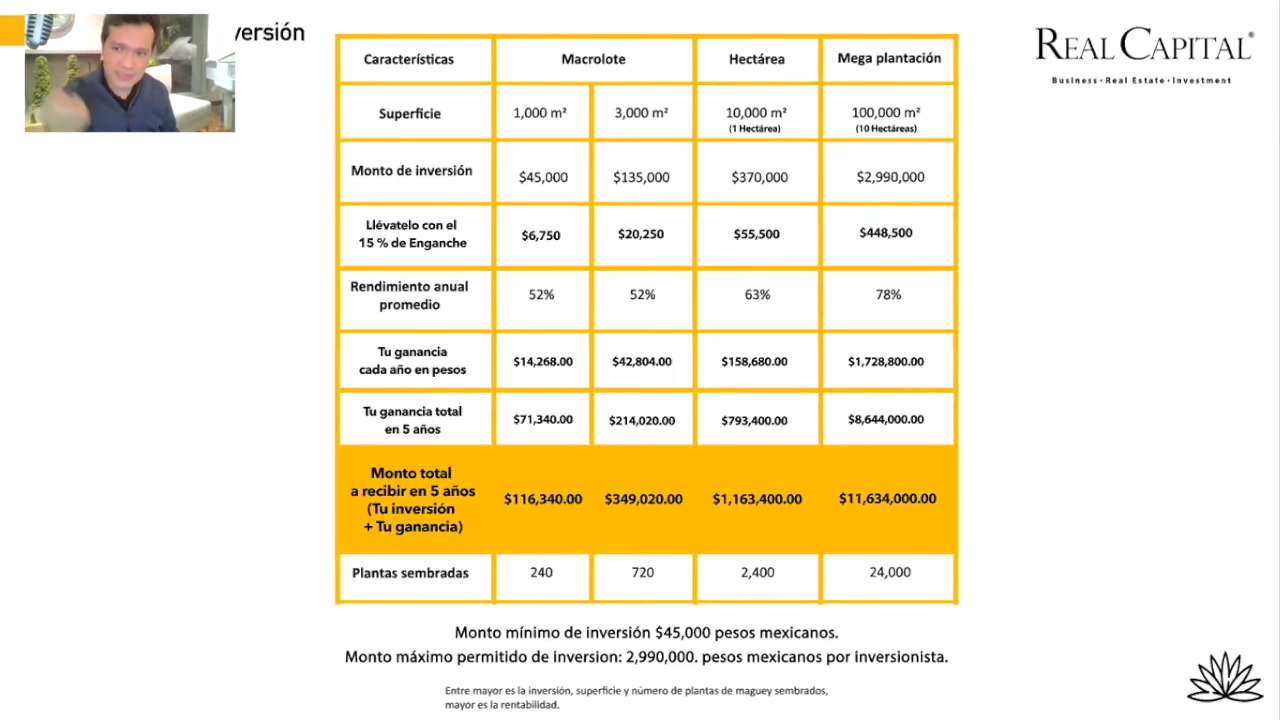 versión
REAL CAPITAL®
Business • Real Estate • Investment
Características Macrolote Hectárea Mega plantación
Superficie 1,000 m² 3,000 m² 10,000 m² 100,000 m²
(1 Hectárea) (10 Hectáreas)
Monto de inversión $45,000 $135,000 $370,000 $2,990,000
Llévatelo con el
15 % de Enganche $6,750 $20,250 $55,500 $448,500
Rendimiento anual
promedio 52% 52% 63% 78%
Tu ganancia
cada año en pesos $14,268.00 $42,804.00 $158,680.00 $1,728,800.00
Tu ganancia total
en 5 años $71,340.00 $214,020.00 $793,400.00 $8,644,000.00
Monto total
a recibir en 5 años
(Tu inversión
+ Tu ganancia) $116,340.00 $349,020.00 $1,163,400.00 $11,634,000.00
Plantas sembradas 240 720 2,400 24,000
Monto mínimo de inversión $45,000 pesos mexicanos.
Monto máximo permitido de inversion: 2,990,000. pesos mexicanos por inversionista.
Entre mayor es la inversión, superficie y número de plantas de maguey sembrados,
mayor es la rentabilidad.